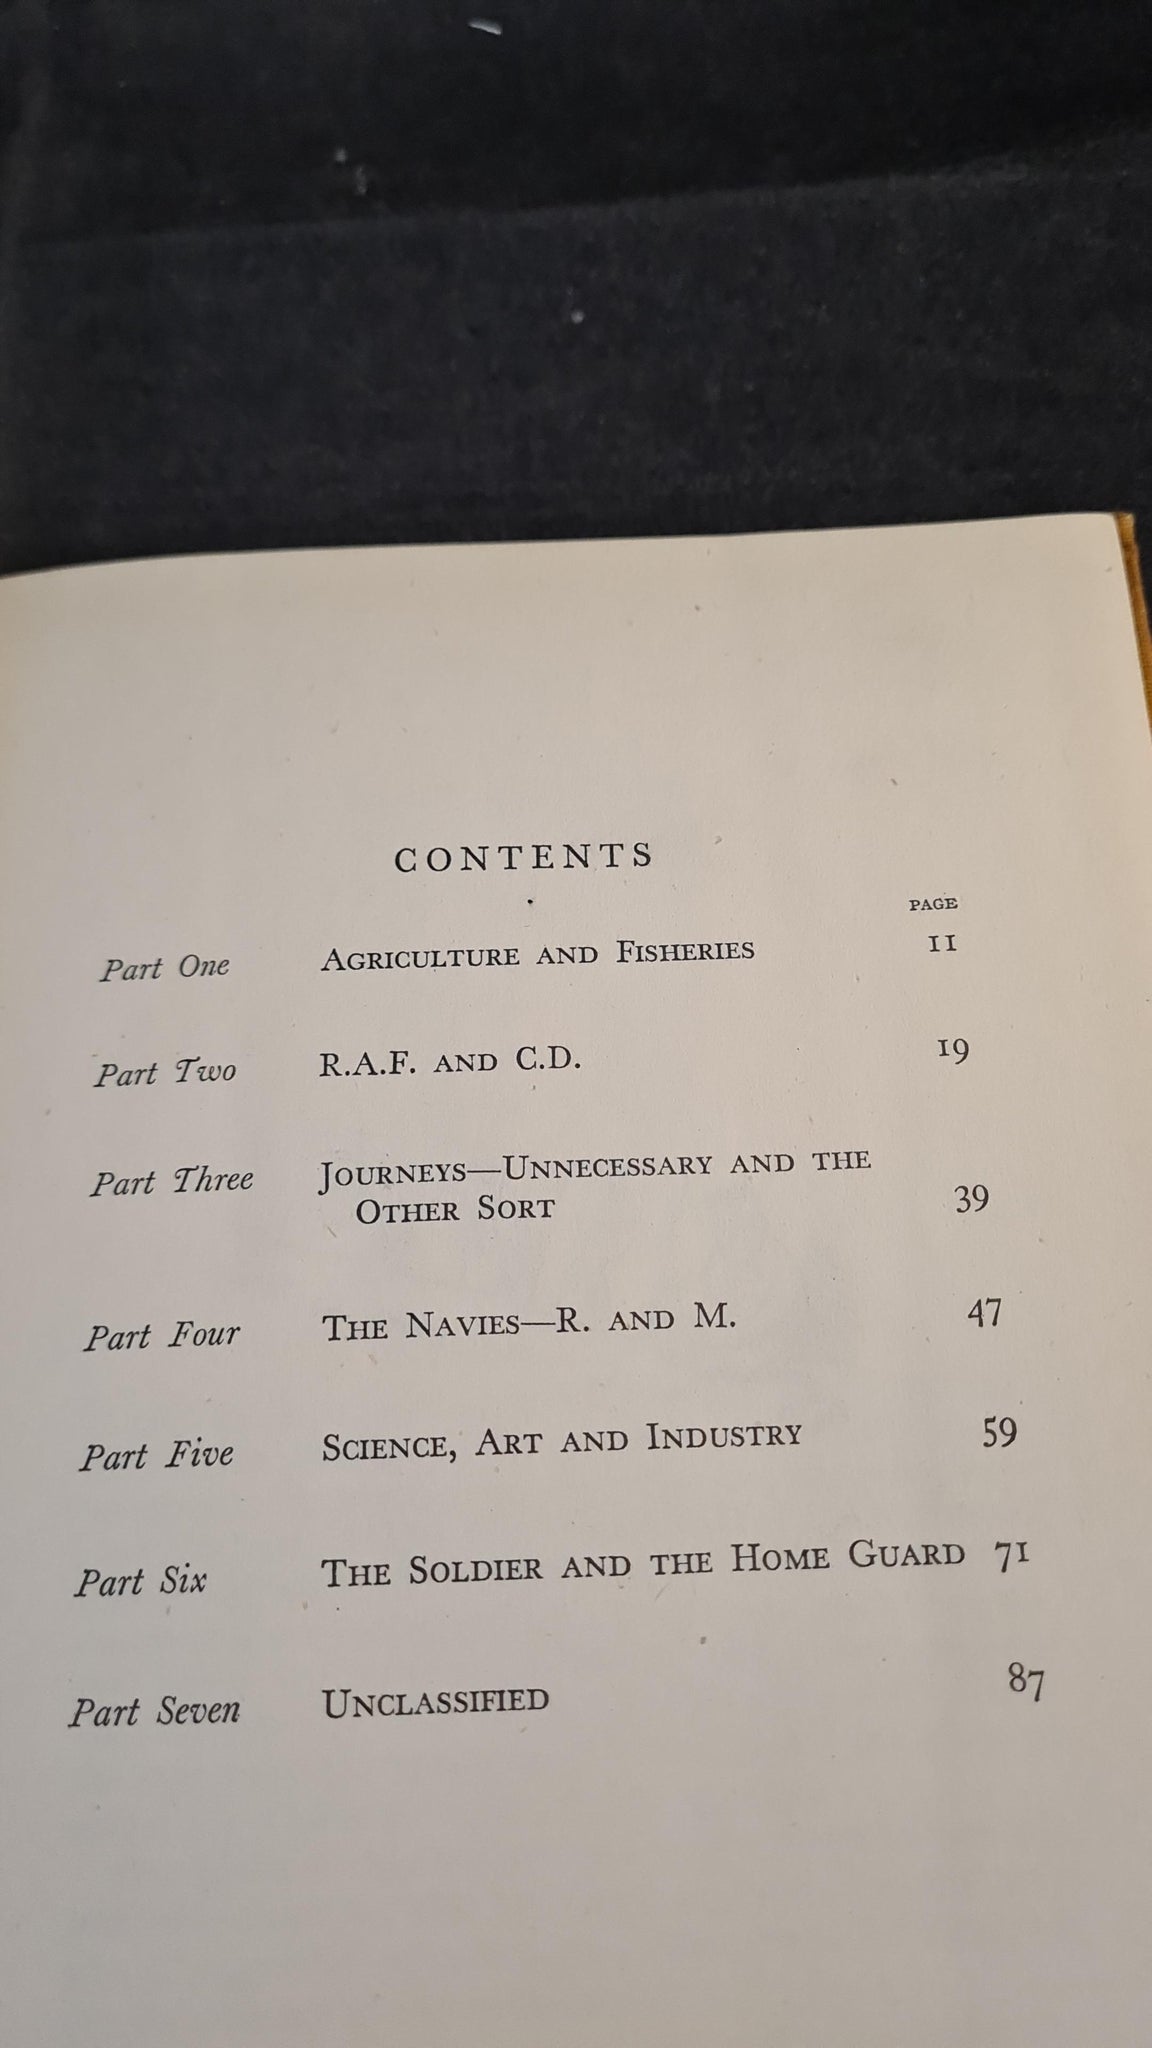 CONTENTS
PAGE
Part One AGRICULTURE AND FISHERIES 11
Part Two R.A.F. AND C.D. 19
Part Three JOURNEYS—UNNECESSARY AND THE
OTHER SORT 39
Part Four THE NAVIES—R. AND M. 47
Part Five SCIENCE, ART AND INDUSTRY 59
Part Six THE SOLDIER AND THE HOME GUARD 71
Part Seven UNCLASSIFIED 87